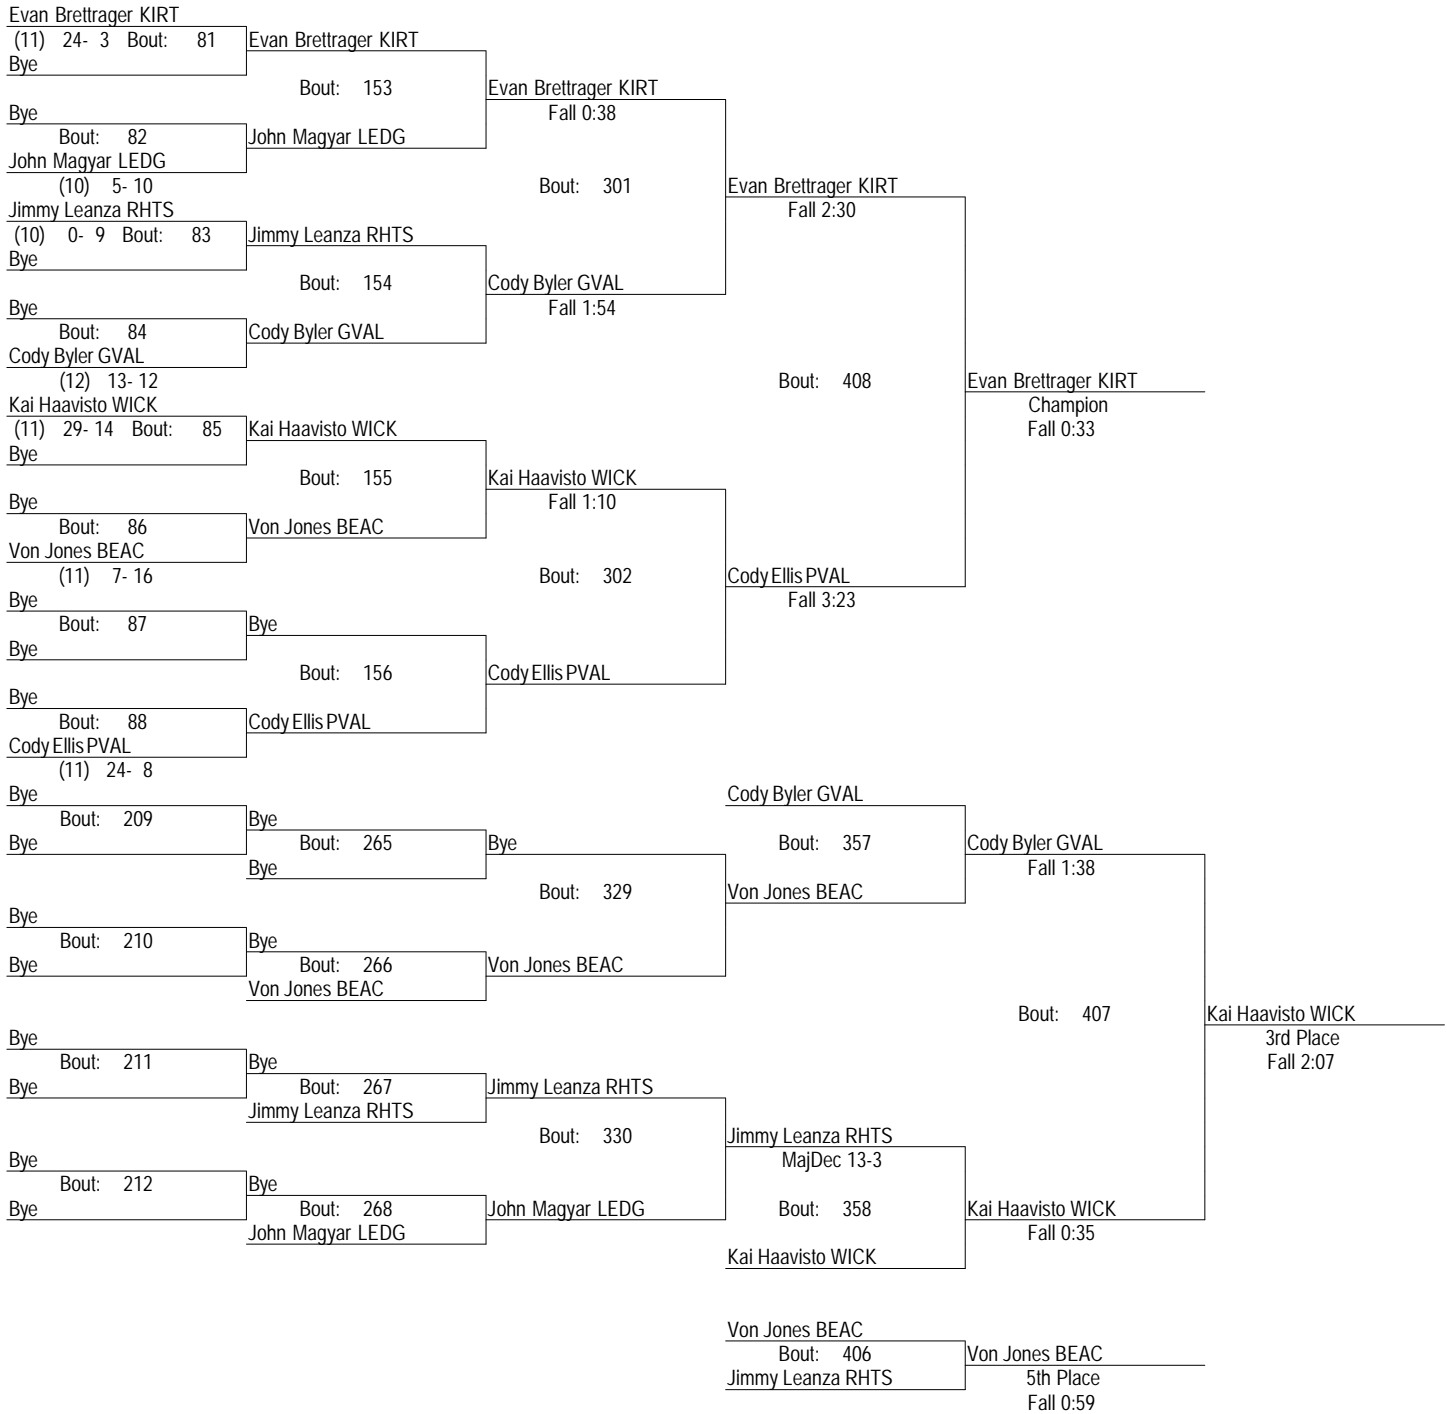 Evan Brettrager KIRT
(11) 24- 3 Bout: 81 Evan Brettrager KIRT
Bye
Bout: 153 Evan Brettrager KIRT
Bye Fall 0:38
Bout: 82 John Magyar LEDG
John Magyar LEDG
(10) 5- 10 Bout: 301 Evan Brettrager KIRT
Jimmy Leanza RHTS Fall 2:30
(10) 0- 9 Bout: 83 Jimmy Leanza RHTS
Bye
Bout: 154 Cody Byler GVAL
Bye Fall 1:54
Bout: 84 Cody Byler GVAL
Cody Byler GVAL
(12) 13- 12 Bout: 408 Evan Brettrager KIRT
Kai Haavisto WICK Champion
(11) 29- 14 Bout: 85 Kai Haavisto WICK Fall 0:33
Bye
Bout: 155 Kai Haavisto WICK
Bye Fall 1:10
Bout: 86 Von Jones BEAC
Von Jones BEAC
(11) 7- 16 Bout: 302 Cody Ellis PVAL
Bye Fall 3:23
Bout: 87 Bye
Bye
Bout: 156 Cody Ellis PVAL
Bye
Bout: 88 Cody Ellis PVAL
Cody Ellis PVAL
(11) 24- 8
Bye Cody Byler GVAL
Bout: 209 Bye
Bye Bout: 265 Bye Bout: 357 Cody Byler GVAL
Bye Fall 1:38
Bout: 329 Von Jones BEAC
Bye
Bout: 210 Bye
Bye Bout: 266 Von Jones BEAC
Von Jones BEAC
Bout: 407 Kai Haavisto WICK
Bye 3rd Place
Bout: 211 Bye Fall 2:07
Bye Bout: 267 Jimmy Leanza RHTS
Jimmy Leanza RHTS
Bout: 330 Jimmy Leanza RHTS
Bye MajDec 13-3
Bout: 212 Bye
Bye Bout: 268 John Magyar LEDG Bout: 358 Kai Haavisto WICK
John Magyar LEDG Fall 0:35
Kai Haavisto WICK
Von Jones BEAC
Bout: 406 Von Jones BEAC
Jimmy Leanza RHTS 5th Place
Fall 0:59